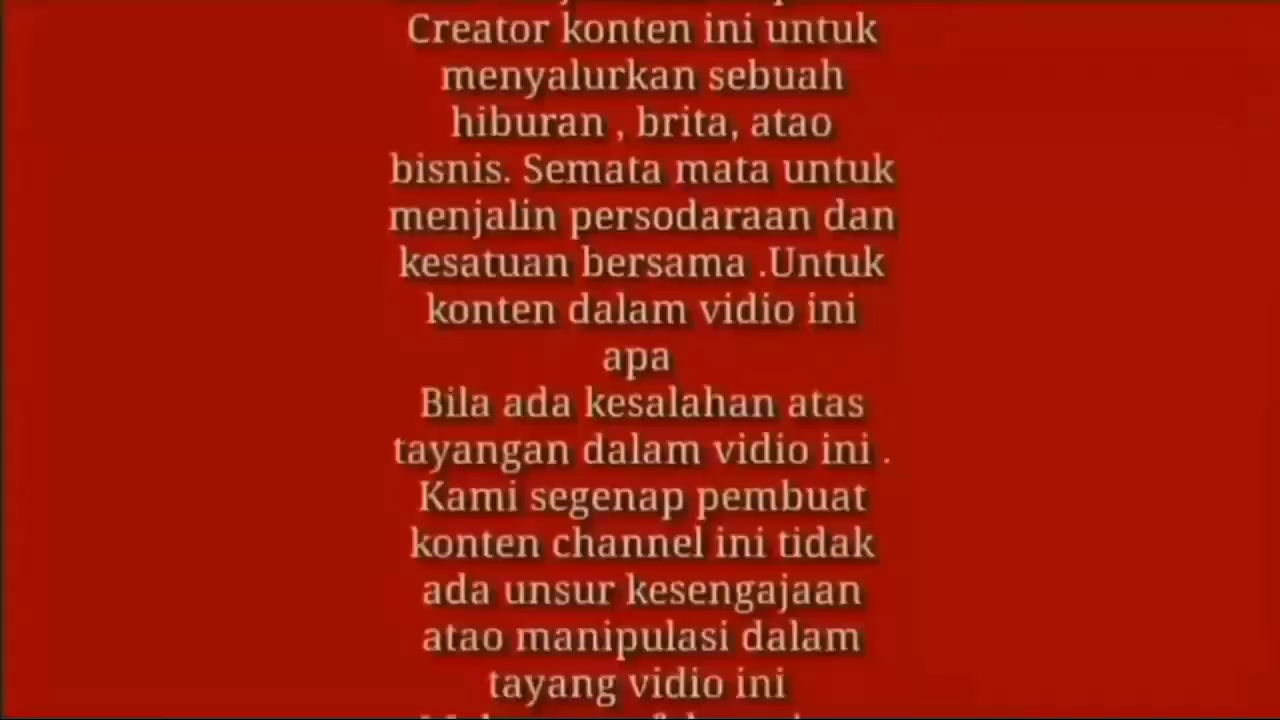 Creator konten ini untuk
menyalurkan sebuah
hiburan , brita, atao
bisnis. Semata mata untuk
menjalin persodaraan dan
kesatuan bersama .Untuk
konten dalam vidio ini
apa
Bila ada kesalahan atas
tayangan dalam vidio ini .
Kami segenap pembuat
konten channel ini tidak
ada unsur kesengajaan
atao manipulasi dalam
tayang vidio ini